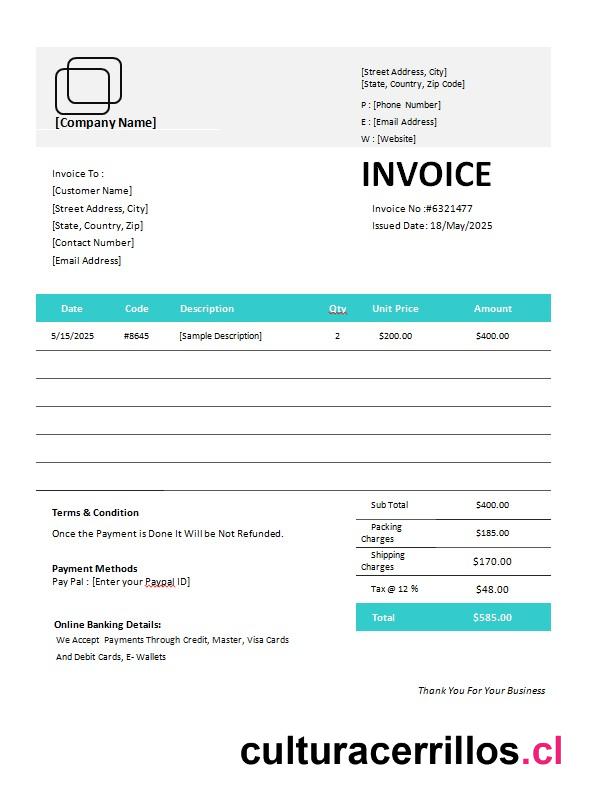 [Company Name]
[Street Address, City]
[State, Country, Zip Code]
P : [Phone Number]
E : [Email Address]
W : [Website]
INVOICE
Invoice No :#6321477
Issued Date: 18/May/2025
Invoice To :
[Customer Name]
[Street Address, City]
[State, Country, Zip]
[Contact Number]
[Email Address]
Date Code Description Qty Unit Price Amount
5/15/2025 #8645 [Sample Description] 2 $200.00 $400.00
Sub Total $400.00
Packing
Charges $185.00
Shipping
Charges $170.00
Tax @ 12 % $48.00
Total $585.00
Terms & Condition
Once the Payment is Done It Will be Not Refunded.
Payment Methods
Pay Pal : [Enter your Paypal ID]
Online Banking Details:
We Accept Payments Through Credit, Master, Visa Cards
And Debit Cards, E- Wallets
Thank You For Your Business
culturacerrillos.cl